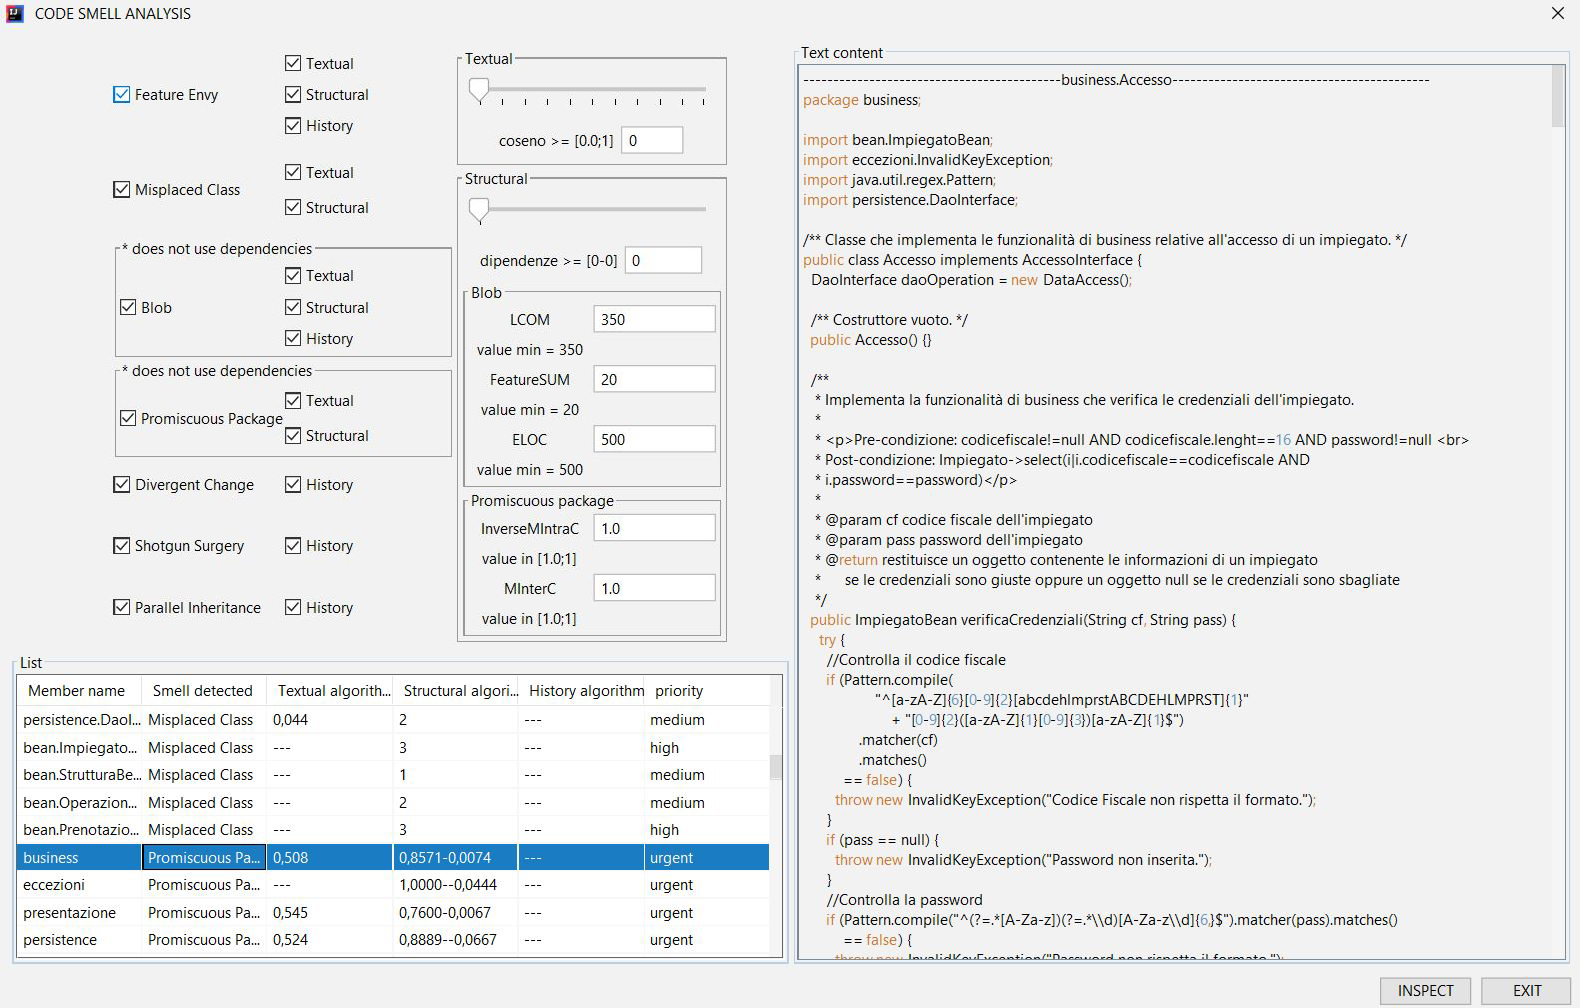 CODE SMELL ANALYSIS
Feature Envy
Textual
Structural
History
Misplaced Class
Textual
Structural
* does not use dependencies
Blob
Textual
Structural
History
* does not use dependencies
Promiscuous Package
Textual
Structural
Divergent Change
History
Shotgun Surgery
History
Parallel Inheritance
History
Textual
coseno >= [0.0;1] 0
Structural
dipendenze >= [0-0] 0
Blob
LCOM 350
value min = 350
FeatureSUM 20
value min = 20
ELOC 500
value min = 500
Promiscuous package
InverseMIntraC 1.0
value in [1.0;1]
MInterC 1.0
value in [1.0;1]
List
Member name Smell detected Textual algorith... Structural algori... History algorithm priority
persistence.DaoI... Misplaced Class 0,044 2 --- medium
bean.Impiegato... Misplaced Class --- 3 --- high
bean.StrutturaBe... Misplaced Class --- 1 --- medium
bean.Operazion... Misplaced Class --- 2 --- medium
bean.Prenotazio... Misplaced Class --- 3 --- high
business Promiscuous Pa... 0,508 0,8571-0,0074 --- urgent
eccezioni Promiscuous Pa... --- 1,0000--0,0444 --- urgent
presentazione Promiscuous Pa... 0,545 0,7600-0,0067 --- urgent
persistence Promiscuous Pa... 0,524 0,8889--0,0667 --- urgent
Text content
-------------------------------------------business.Accesso-------------------------------------------
package business;
import bean.ImpiegatoBean;
import eccezioni.InvalidKeyException;
import java.util.regex.Pattern;
import persistence.DaoInterface;
/** Classe che implementa le funzionalità di business relative all'accesso di un impiegato. */
public class Accesso implements AccessoInterface {
DaoInterface daoOperation = new DataAccess();
/** Costruttore vuoto. */
public Accesso() {}
/**
* Implementa la funzionalità di business che verifica le credenziali dell'impiegato.
*
* <p>Pre-condizione: codicefiscale!=null AND codicefiscale.lenght==16 AND password!=null <br>
* Post-condizione: Impiegato->select(i|i.codicefiscale==codicefiscale AND
* i.password==password)</p>
*
* @param cf codice fiscale dell'impiegato
* @param pass password dell'impiegato
* @return restituisce un oggetto contenente le informazioni di un impiegato
* se le credenziali sono giuste oppure un oggetto null se le credenziali sono sbagliate
*/
public ImpiegatoBean verificaCredenziali(String cf, String pass) {
try {
//Controlla il codice fiscale
if (Pattern.compile(
"^[a-zA-Z]{6}[0-9]{2}[abcdehlmprstABCDEHLMPRST]{1}"
+ "[0-9]{2}([a-zA-Z]{1}[0-9]{3})[a-zA-Z]{1}$")
.matcher(cf)
.matches()
== false) {
throw new InvalidKeyException("Codice Fiscale non rispetta il formato.");
}
if (pass == null) {
throw new InvalidKeyException("Password non inserita.");
}
//Controlla la password
if (Pattern.compile("^(?=.*[A-Za-z])(?=.*\\d)[A-Za-z\\d]{6,}$").matcher(pass).matches()
== false) {
throw new InvalidKeyException("Password non rispetta il formato.");
INSPECT
EXIT